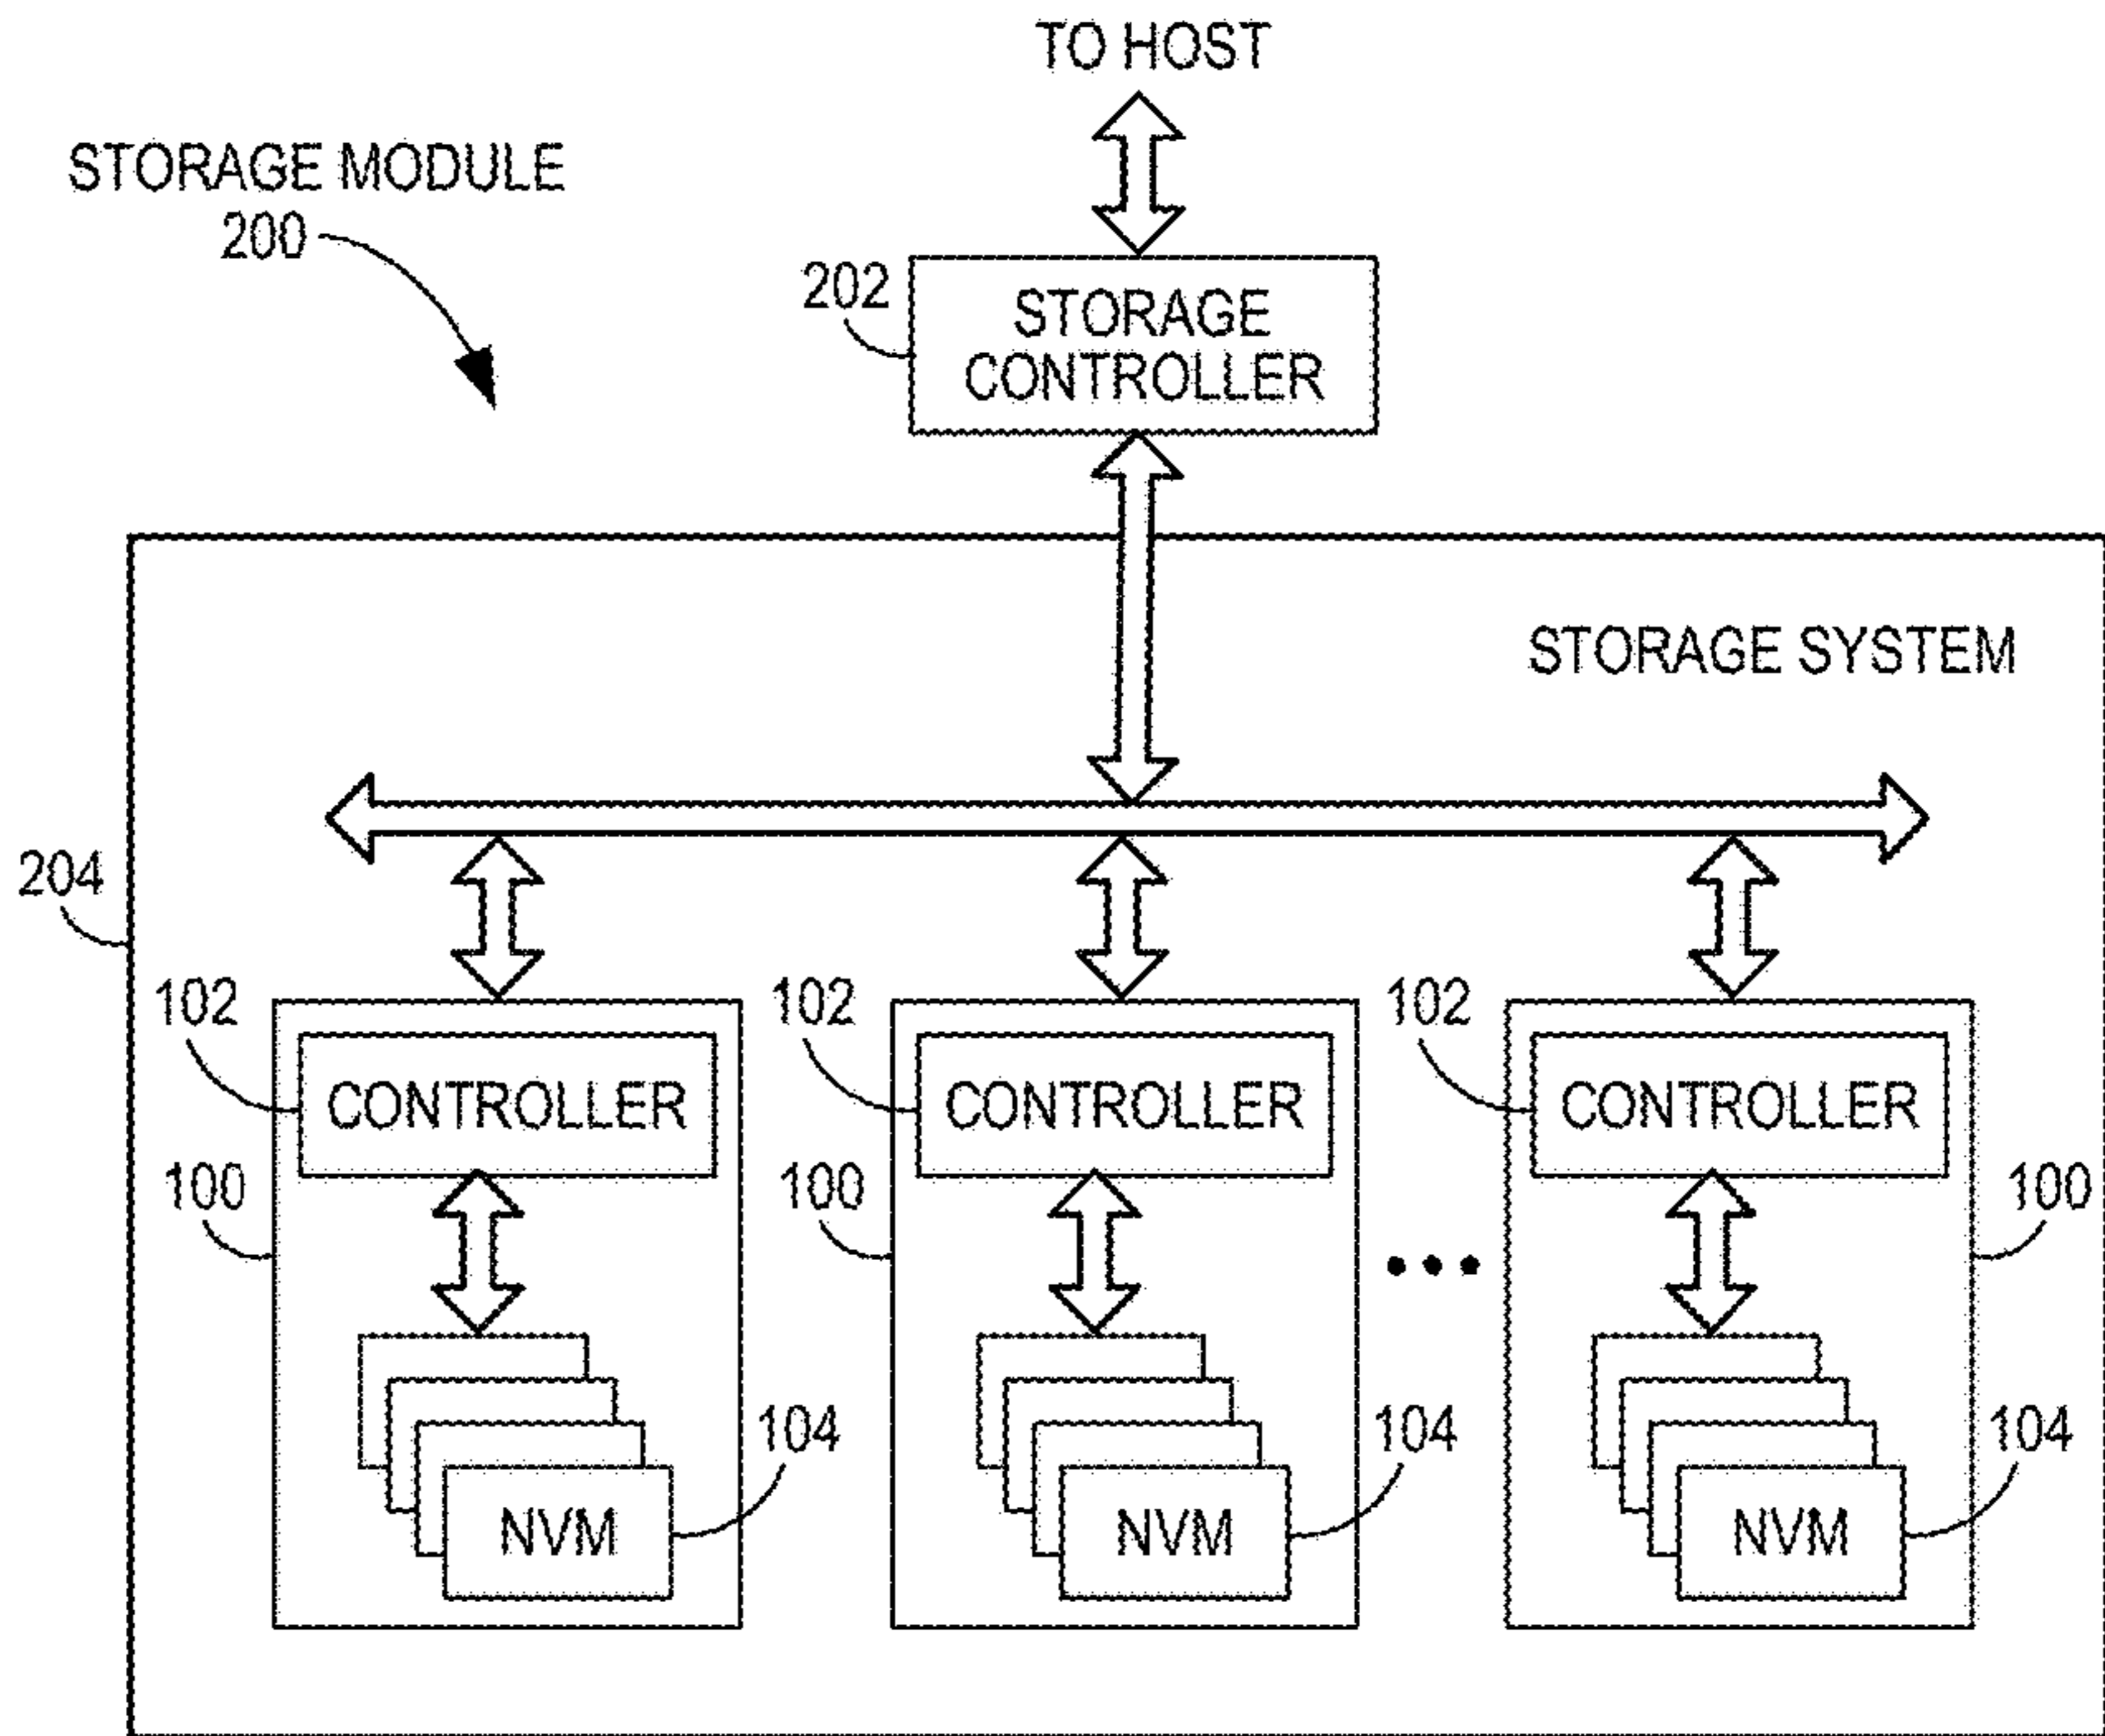 TO HOST
STORAGE MODULE
200
202
STORAGE
CONTROLLER
STORAGE SYSTEM
204
102
102
102
CONTROLLER
CONTROLLER
CONTROLLER
100
100
100
104
104
104
NVM
NVM
NVM